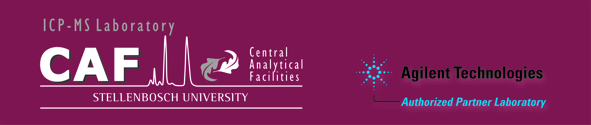 ICP-MS Laboratory
CAF
Central
Analytical
Facilities
STELLENBOSCH UNIVERSITY
Agilent Technologies
Authorized Partner Laboratory